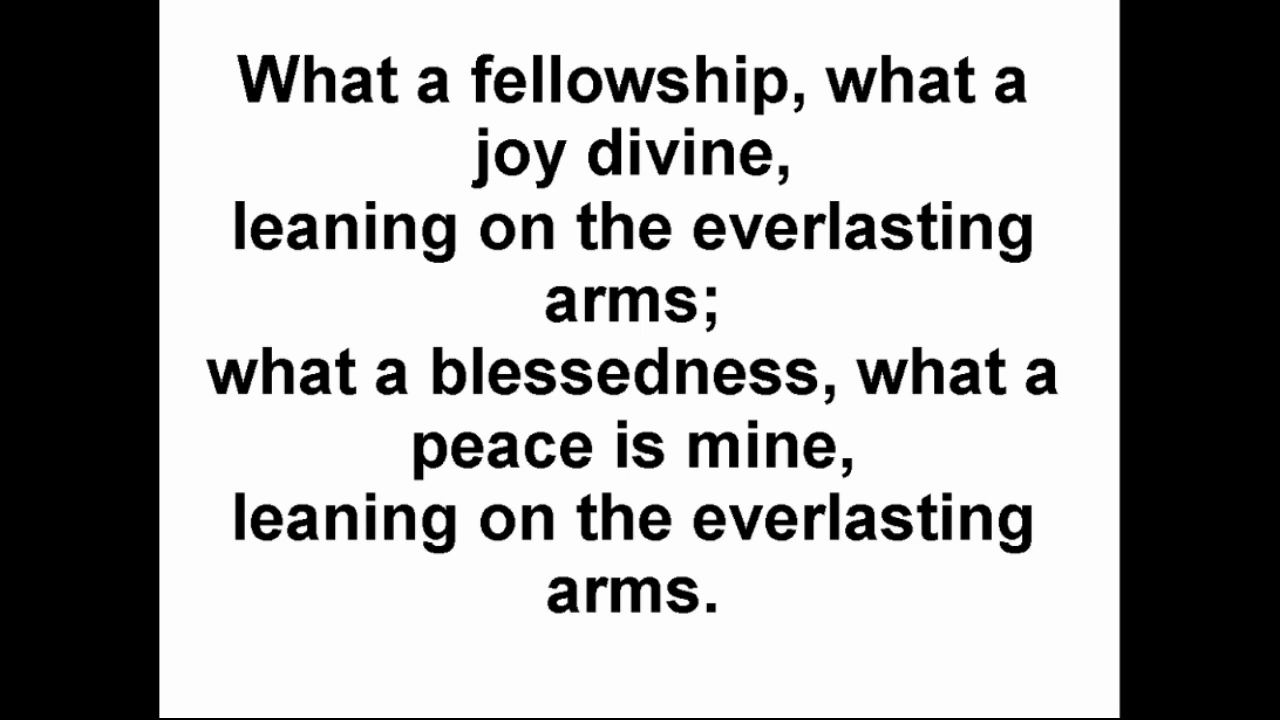 What a fellowship, what a
joy divine,
leaning on the everlasting
arms;
what a blessedness, what a
peace is mine,
leaning on the everlasting
arms.